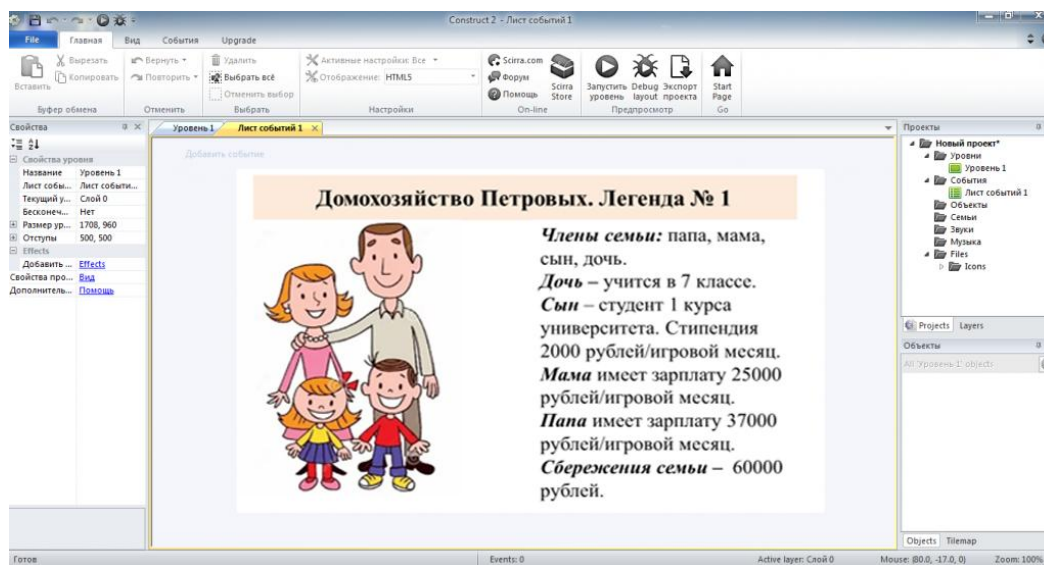 Construct 2 - Лист событий 1
File Главная Вид События Upgrade
Вставить
Вырезать
Копировать
Буфер обмена
Вернуть
Повторить
Отменить
Удалить
Выбрать всё
Отменить выбор
Выбрать
Активные настройки: Все
Отображение: HTML5
Настройки
Scirra.com
Форум
Помощь
Scirra
Store
On-line
Запустить
уровень
Debug
layout
Экспорт
проекта
Предпросмотр
Start
Page
Go
Свойства
Свойства уровня
Название Уровень 1
Лист собы... Лист событи...
Текущий у... Слой 0
Бесконеч... Нет
Размер ур... 1708, 960
Отступы 500, 500
Effects
Добавить ... Effects
Свойства про... Вид
Дополнитель... Помощь
Уровень 1 Лист событий 1
Добавить событие
Домохозяйство Петровых. Легенда № 1
Члены семьи: папа, мама,
сын, дочь.
Дочь – учится в 7 классе.
Сын – студент 1 курса
университета. Стипендия
2000 рублей/игровой месяц.
Мама имеет зарплату 25000
рублей/игровой месяц.
Папа имеет зарплату 37000
рублей/игровой месяц.
Сбережения семьи – 60000
рублей.
Проекты
Новый проект*
Уровни
Уровень 1
События
Лист событий 1
Объекты
Семьи
Звуки
Музыка
Files
Icons
Projects Layers
Объекты
All 'Уровень 1' objects
Objects Tilemap
Готов Events: 0 Active layer: Слой 0 Mouse: (80.0, -17.0, 0) Zoom: 100%